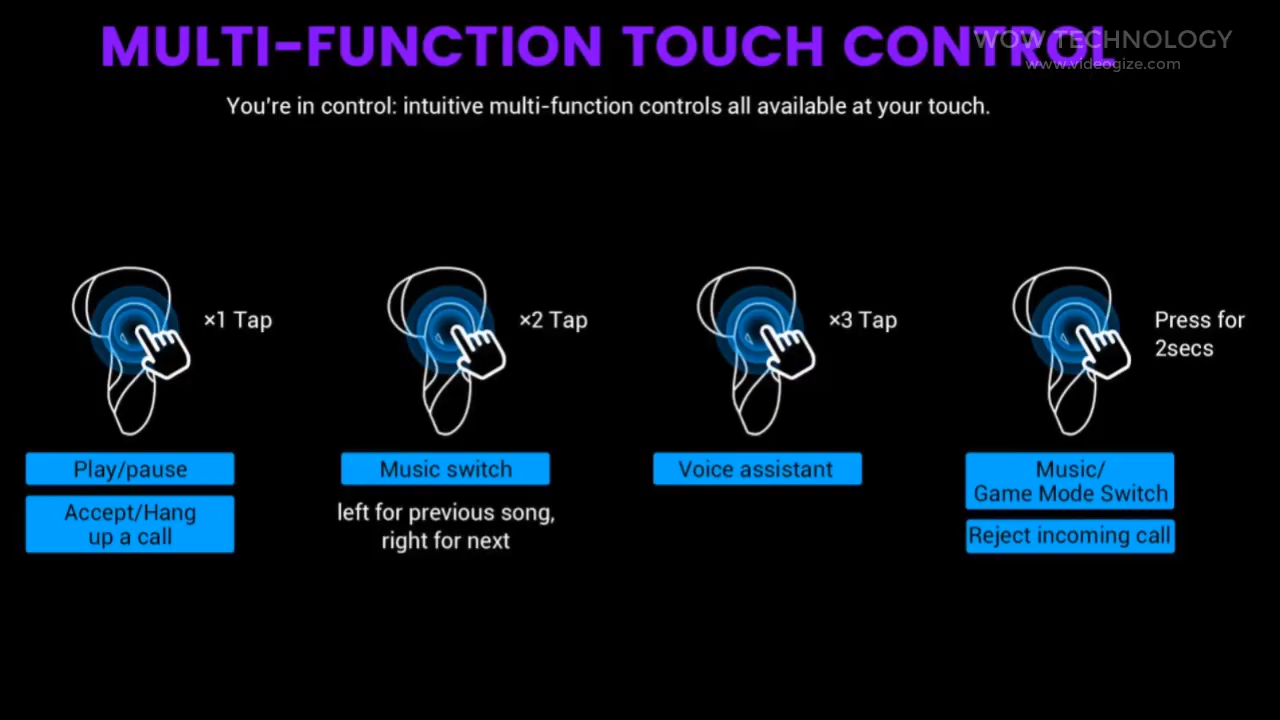 MULTI-FUNCTION TOUCH CONTROL
WOW TECHNOLOGY
www.videogize.com
You're in control: intuitive multi-function controls all available at your touch.
×1 Tap
×2 Tap
×3 Tap
Press for
2secs
Play/pause
Accept/Hang
up a call
Music switch
left for previous song,
right for next
Voice assistant
Music/
Game Mode Switch
Reject incoming call